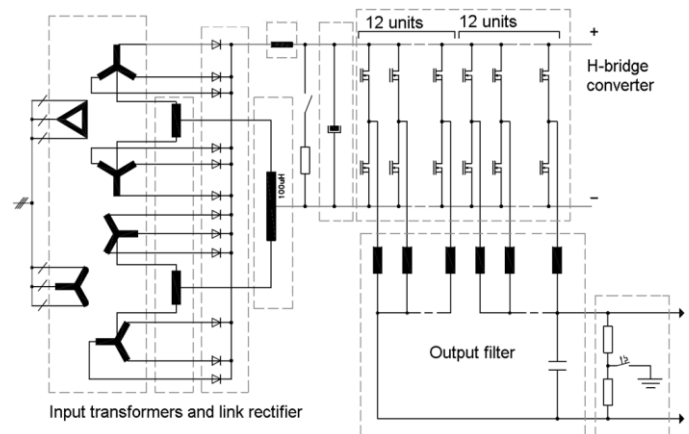 12 units 12 units
+
H-bridge
converter
100uH
−
Output filter
Input transformers and link rectifier